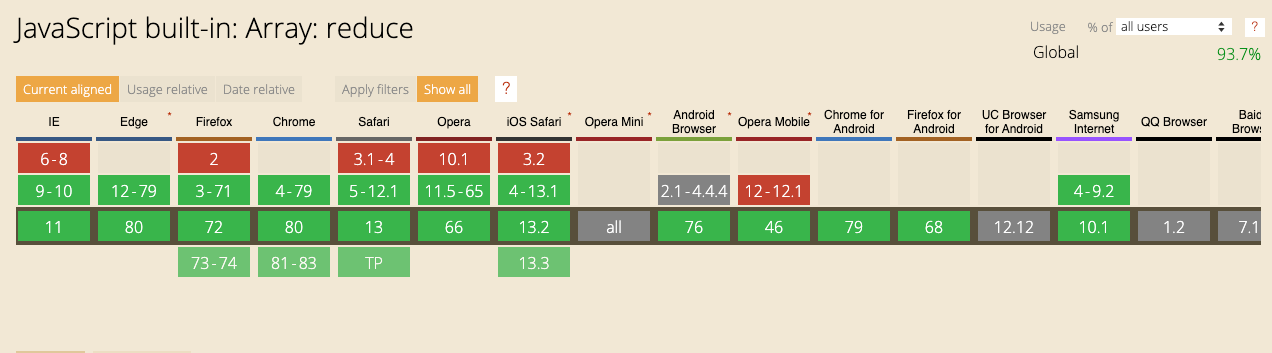 JavaScript built-in: Array: reduce
Usage % of all users ?
Global 93.7%
Current aligned Usage relative Date relative Apply filters Show all ?
IE Edge * Firefox Chrome Safari Opera iOS Safari * Opera Mini * Android Browser * Opera Mobile * Chrome for Android Firefox for Android UC Browser for Android Samsung Internet QQ Browser Baid Brows
6-8 2 3.1-4 10.1 3.2
9-10 12-79 3-71 4-79 5-12.1 11.5-65 4-13.1 2.1-4.4.4 12-12.1 4-9.2
11 80 72 80 13 66 13.2 all 76 46 79 68 12.12 10.1 1.2 7.1
73-74 81-83 TP 13.3